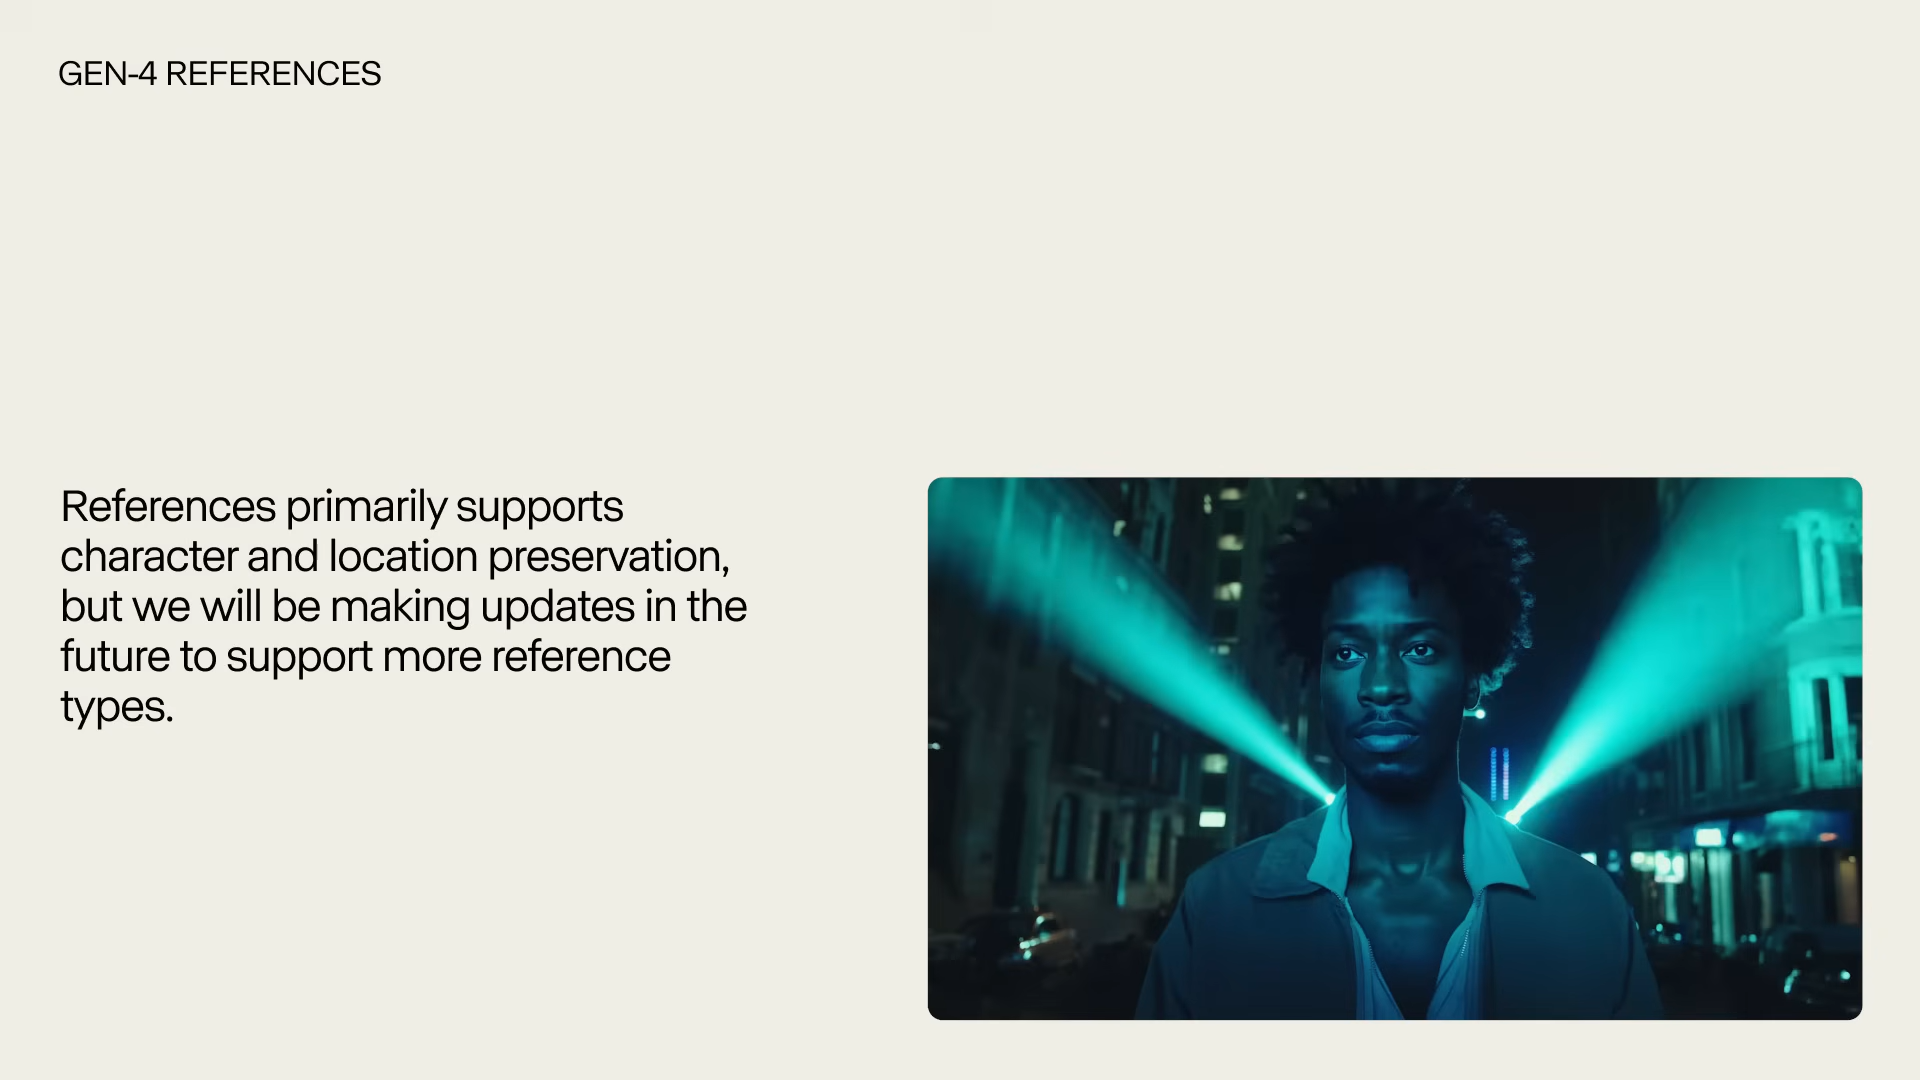 GEN-4 REFERENCES
References primarily supports
character and location preservation,
but we will be making updates in the
future to support more reference
types.